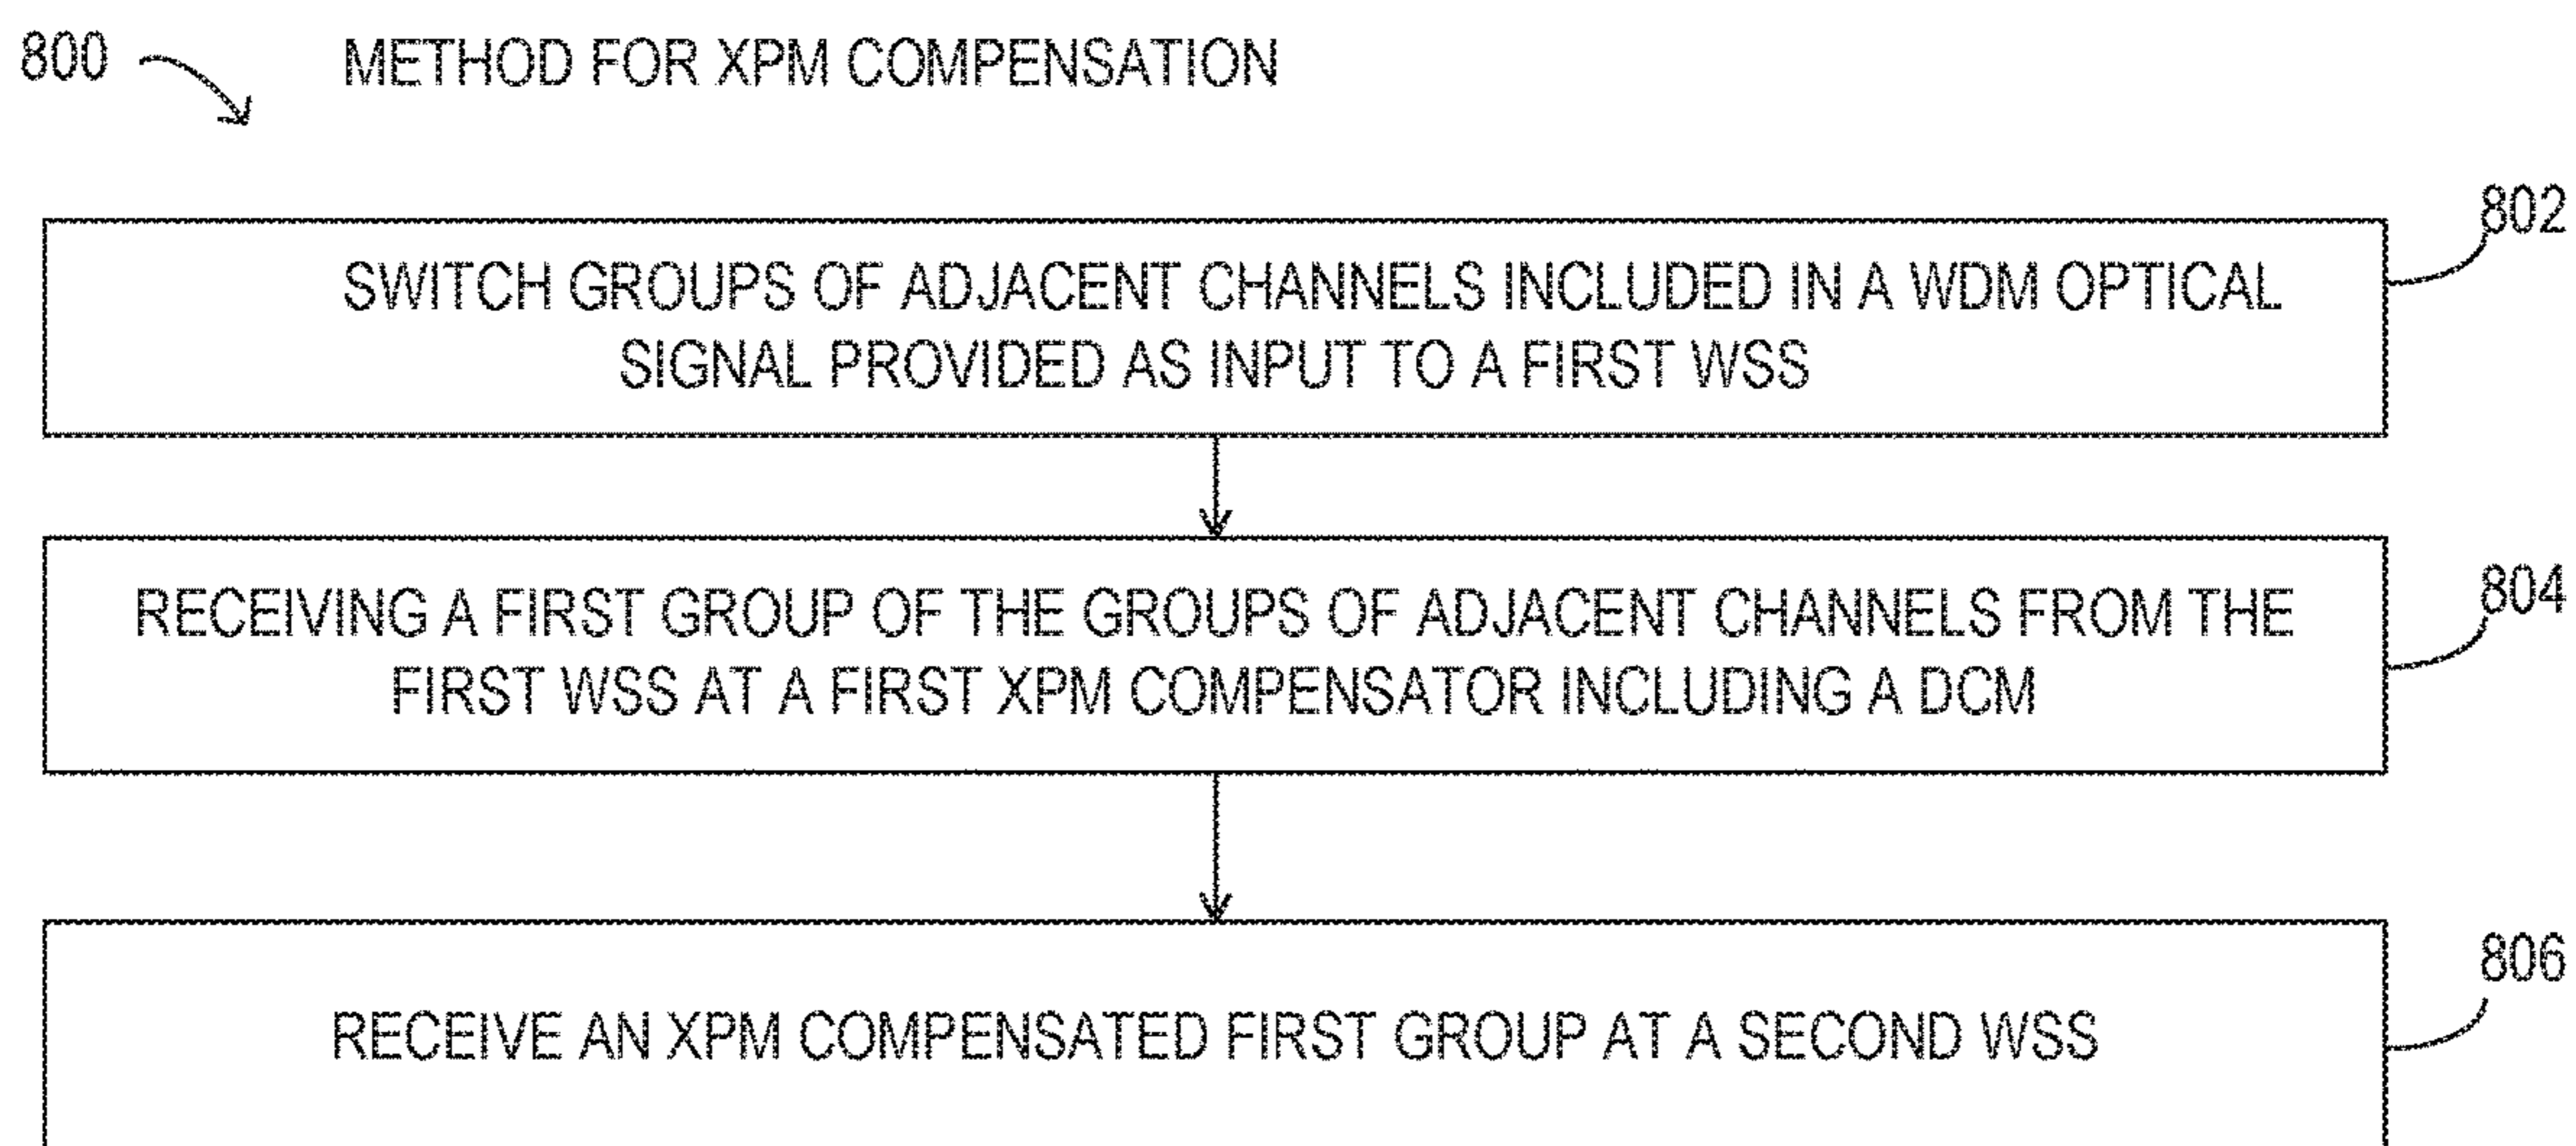 800
METHOD FOR XPM COMPENSATION
802
SWITCH GROUPS OF ADJACENT CHANNELS INCLUDED IN A WDM OPTICAL
SIGNAL PROVIDED AS INPUT TO A FIRST WSS
804
RECEIVING A FIRST GROUP OF THE GROUPS OF ADJACENT CHANNELS FROM THE
FIRST WSS AT A FIRST XPM COMPENSATOR INCLUDING A DCM
806
RECEIVE AN XPM COMPENSATED FIRST GROUP AT A SECOND WSS